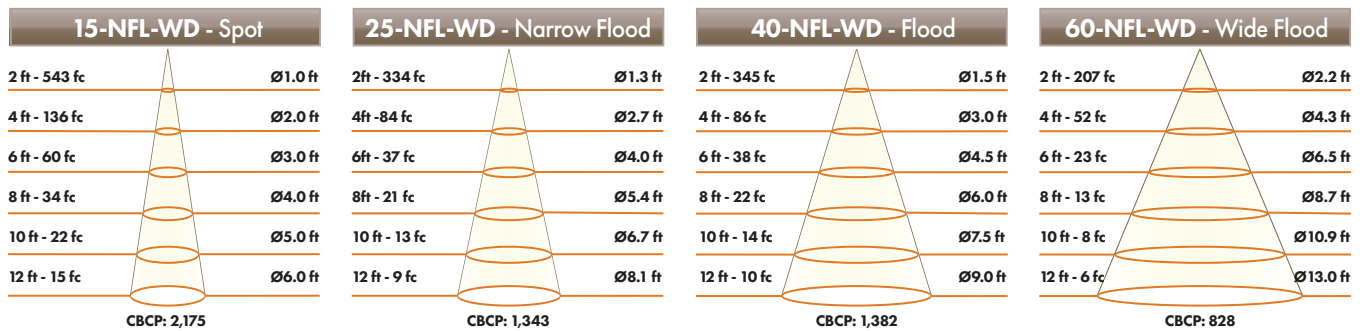 15-NFL-WD - Spot
2 ft - 543 fc Ø1.0 ft
4 ft - 136 fc Ø2.0 ft
6 ft - 60 fc Ø3.0 ft
8 ft - 34 fc Ø4.0 ft
10 ft - 22 fc Ø5.0 ft
12 ft - 15 fc Ø6.0 ft
CBCP: 2,175
25-NFL-WD - Narrow Flood
2ft - 334 fc Ø1.3 ft
4ft -84 fc Ø2.7 ft
6ft - 37 fc Ø4.0 ft
8ft - 21 fc Ø5.4 ft
10 ft - 13 fc Ø6.7 ft
12 ft - 9 fc Ø8.1 ft
CBCP: 1,343
40-NFL-WD - Flood
2 ft - 345 fc Ø1.5 ft
4 ft - 86 fc Ø3.0 ft
6 ft - 38 fc Ø4.5 ft
8 ft - 22 fc Ø6.0 ft
10 ft - 14 fc Ø7.5 ft
12 ft - 10 fc Ø9.0 ft
CBCP: 1,382
60-NFL-WD - Wide Flood
2 ft - 207 fc Ø2.2 ft
4 ft - 52 fc Ø4.3 ft
6 ft - 23 fc Ø6.5 ft
8 ft - 13 fc Ø8.7 ft
10 ft - 8 fc Ø10.9 ft
12 ft - 6 fc Ø13.0 ft
CBCP: 828